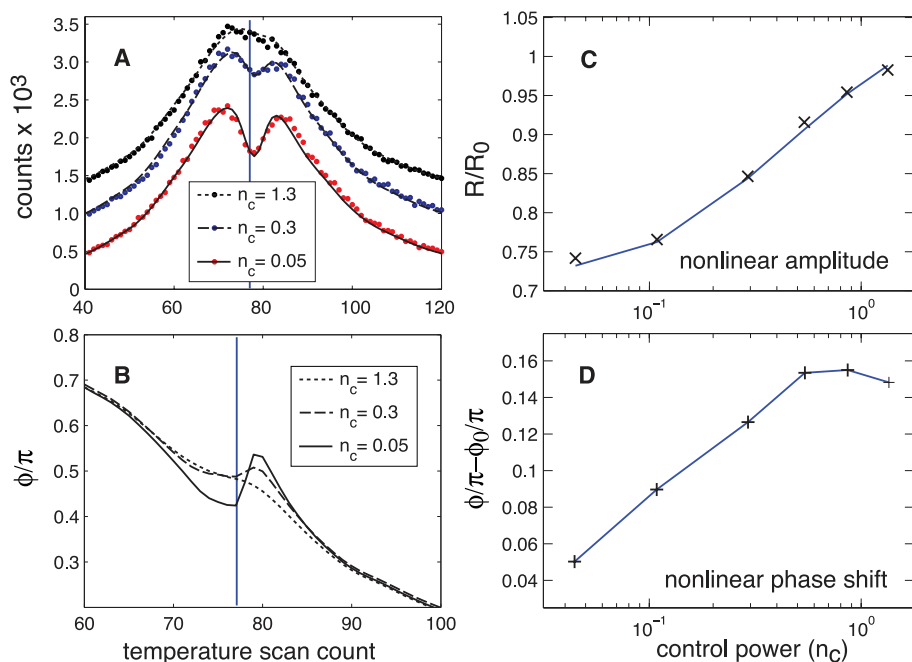 A
counts x 10³
3.5
3.0
2.5
2.0
1.5
1.0
0.5
0
40 60 80 100 120
n_c = 1.3
n_c = 0.3
n_c = 0.05
B
ϕ/π
0.8
0.7
0.6
0.5
0.4
0.3
60 70 80 90 100
n_c = 1.3
n_c = 0.3
n_c = 0.05
temperature scan count
C
R/R₀
1.05
1
0.95
0.90
0.85
0.80
0.75
0.7
10⁻¹ 10⁰
nonlinear amplitude
D
ϕ/π−ϕ₀/π
0.16
0.14
0.12
0.10
0.08
0.06
0.04
10⁻¹ 10⁰
nonlinear phase shift
control power (n_c)